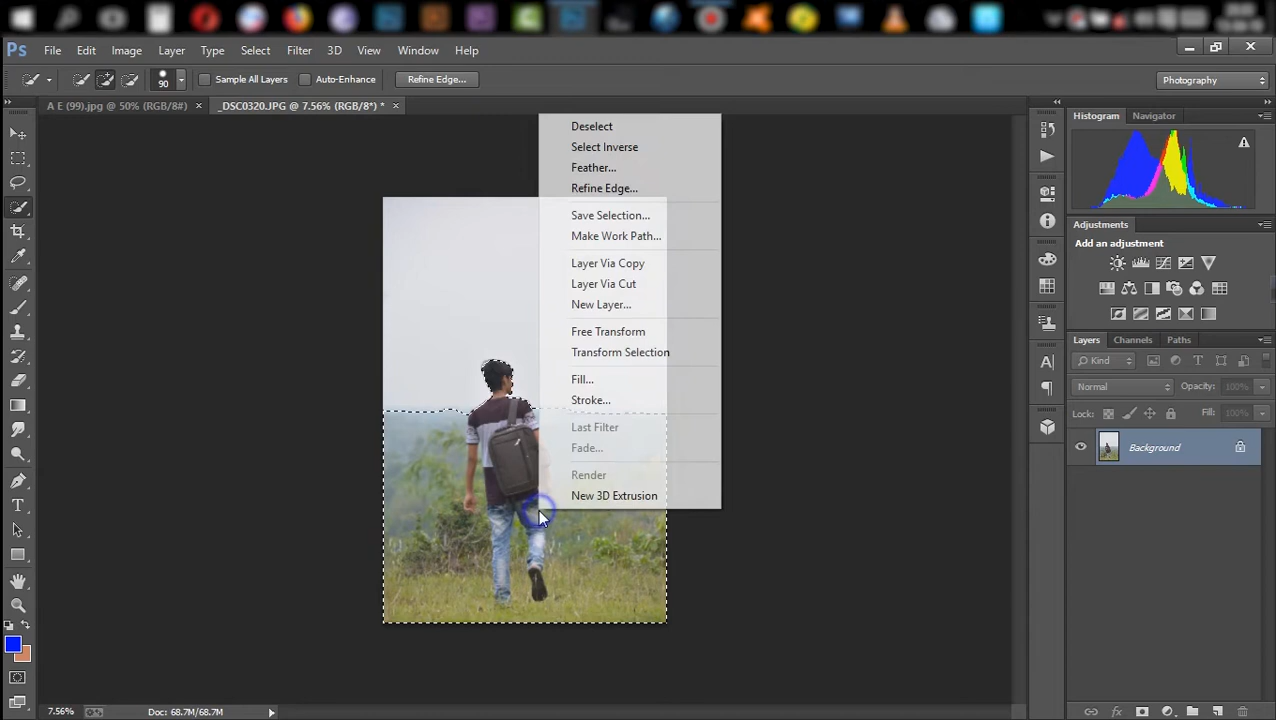 Ps File Edit Image Layer Type Select Filter 3D View Window Help
90 Sample All Layers Auto-Enhance Refine Edge... Photography
A E (99).jpg @ 50% (RGB/8#) × _DSC0320.JPG @ 7.56% (RGB/8*) * ×
Histogram Navigator
Deselect
Select Inverse
Feather...
Refine Edge...
Save Selection...
Make Work Path...
Layer Via Copy
Layer Via Cut
New Layer...
Free Transform
Transform Selection
Fill...
Stroke...
Last Filter
Fade...
Render
New 3D Extrusion
Adjustments
Add an adjustment
Layers Channels Paths
Kind
Normal Opacity: 100%
Lock: Fill: 100%
Background
7.56% Doc: 68.7M/68.7M